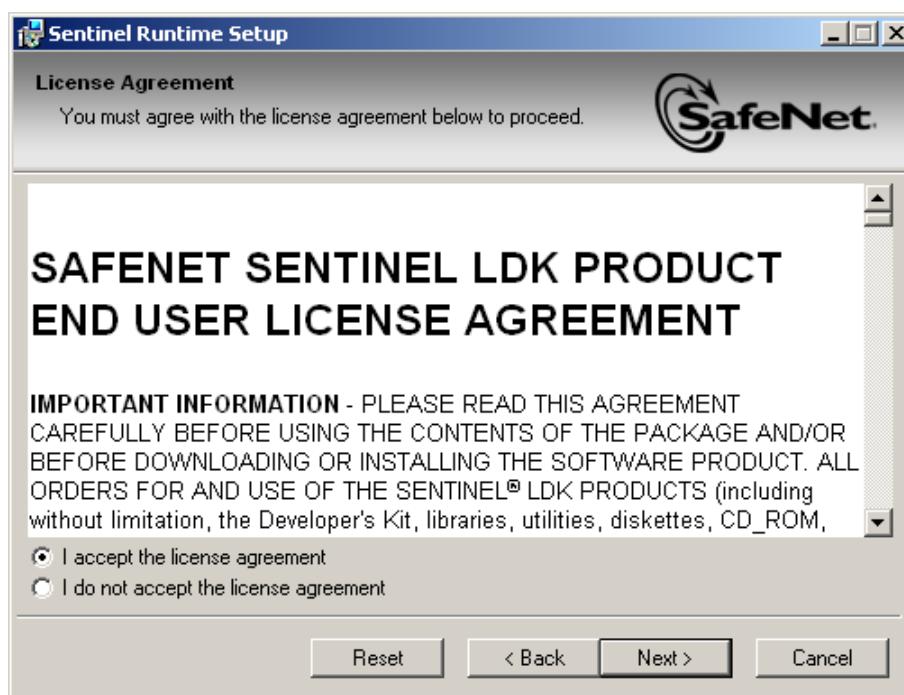 Sentinel Runtime Setup
License Agreement
You must agree with the license agreement below to proceed.
SafeNet.
SAFENET SENTINEL LDK PRODUCT
END USER LICENSE AGREEMENT
IMPORTANT INFORMATION - PLEASE READ THIS AGREEMENT
CAREFULLY BEFORE USING THE CONTENTS OF THE PACKAGE AND/OR
BEFORE DOWNLOADING OR INSTALLING THE SOFTWARE PRODUCT. ALL
ORDERS FOR AND USE OF THE SENTINEL® LDK PRODUCTS (including
without limitation, the Developer's Kit, libraries, utilities, diskettes, CD_ROM,
I accept the license agreement
I do not accept the license agreement
Reset
< Back
Next >
Cancel